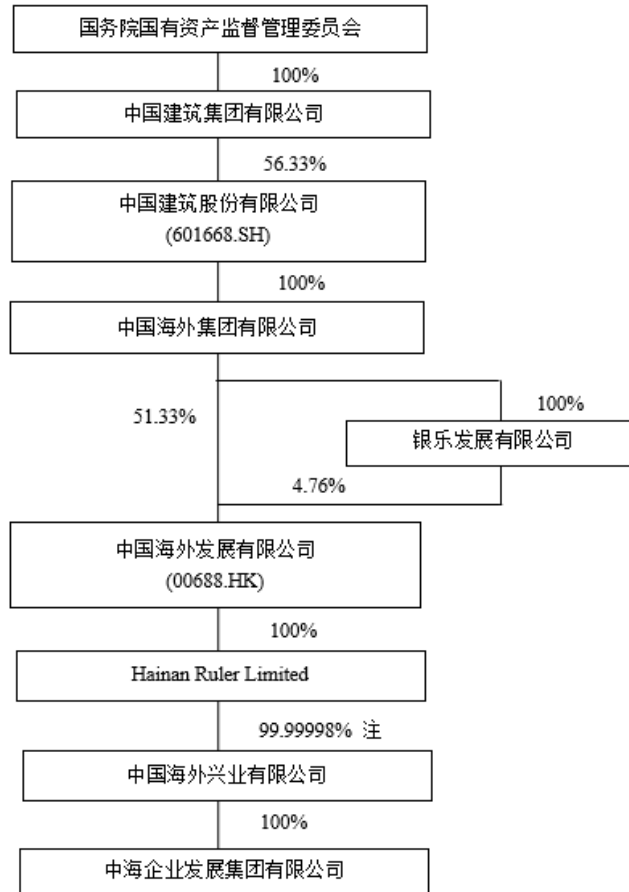 国务院国有资产监督管理委员会
100%
中国建筑集团有限公司
56.33%
中国建筑股份有限公司
(601668.SH)
100%
中国海外集团有限公司
51.33%
100%
银乐发展有限公司
4.76%
中国海外发展有限公司
(00688.HK)
100%
Hainan Ruler Limited
99.99998% 注
中国海外兴业有限公司
100%
中海企业发展集团有限公司